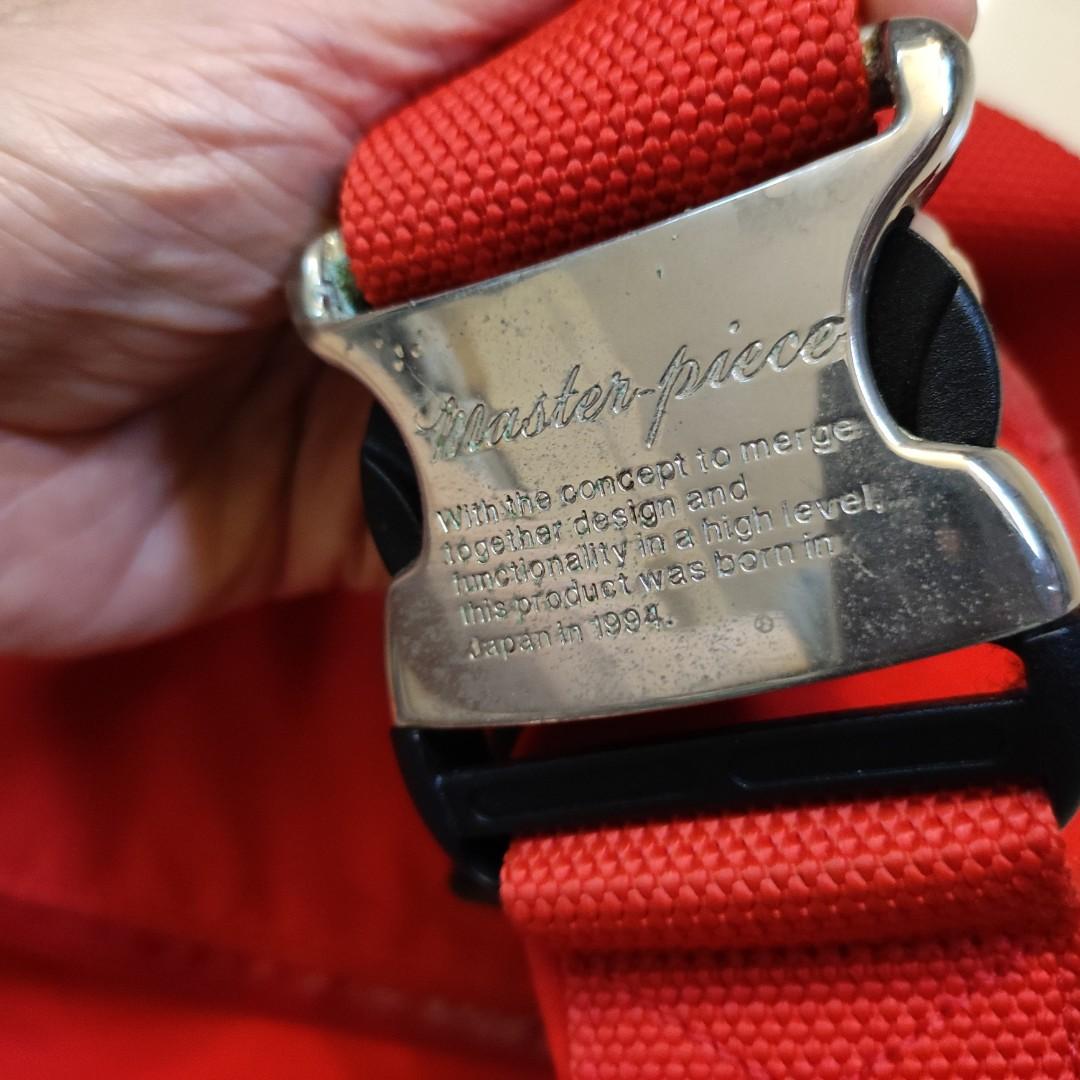 Master-piece
With the concept to merge
together design and
functionality in a high level,
this product was born in
Japan in 1994.
®